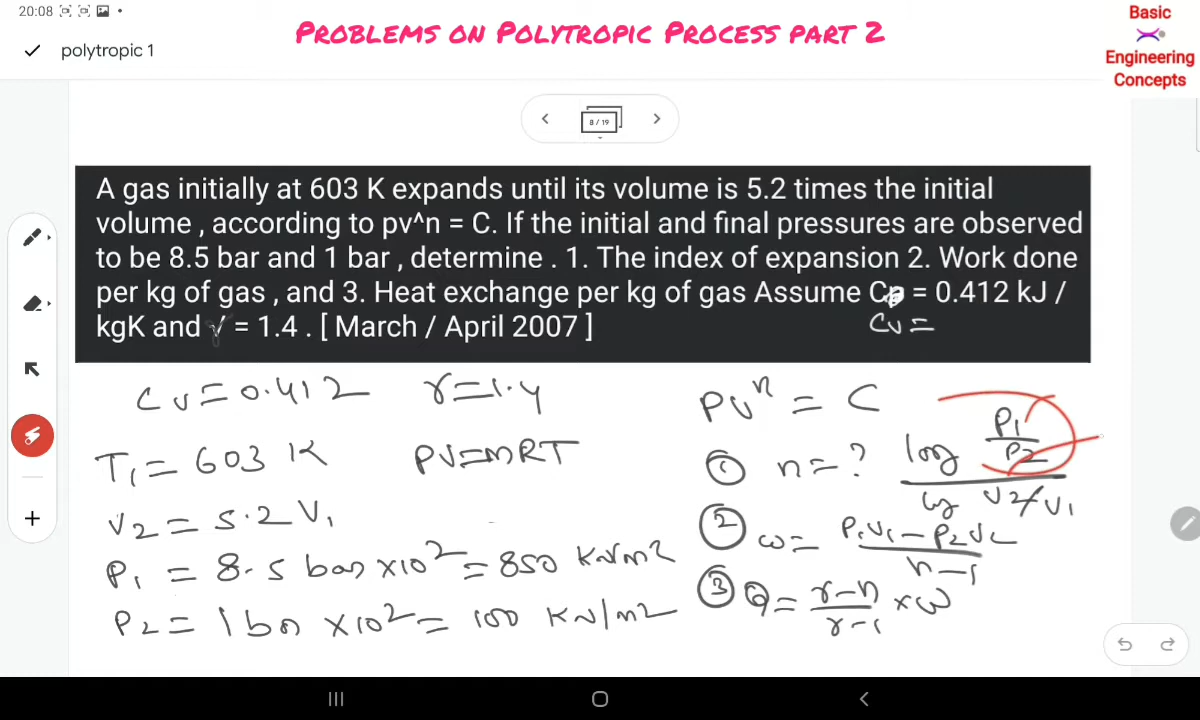 20:08
PROBLEMS ON POLYTROPIC PROCESS PART 2
Basic
Engineering
Concepts
polytropic 1
8 / 19
A gas initially at 603 K expands until its volume is 5.2 times the initial
volume , according to pv^n = C. If the initial and final pressures are observed
to be 8.5 bar and 1 bar , determine . 1. The index of expansion 2. Work done
per kg of gas , and 3. Heat exchange per kg of gas Assume Cp = 0.412 kJ /
kgK and γ = 1.4 . [ March / April 2007 ]
Cv =
Cv = 0.412 γ = 1.4
T1 = 603 K PV=mRT
V2 = 5.2 V1
P1 = 8.5 bar x10^2 = 850 KN/m2
P2 = 1 bar x10^2 = 100 KN/m2
PV^n = C
① n = ? log P1/P2 / log V2/V1
② W = P1V1 - P2V2 / n-1
③ Q = γ-n / γ-1 x W